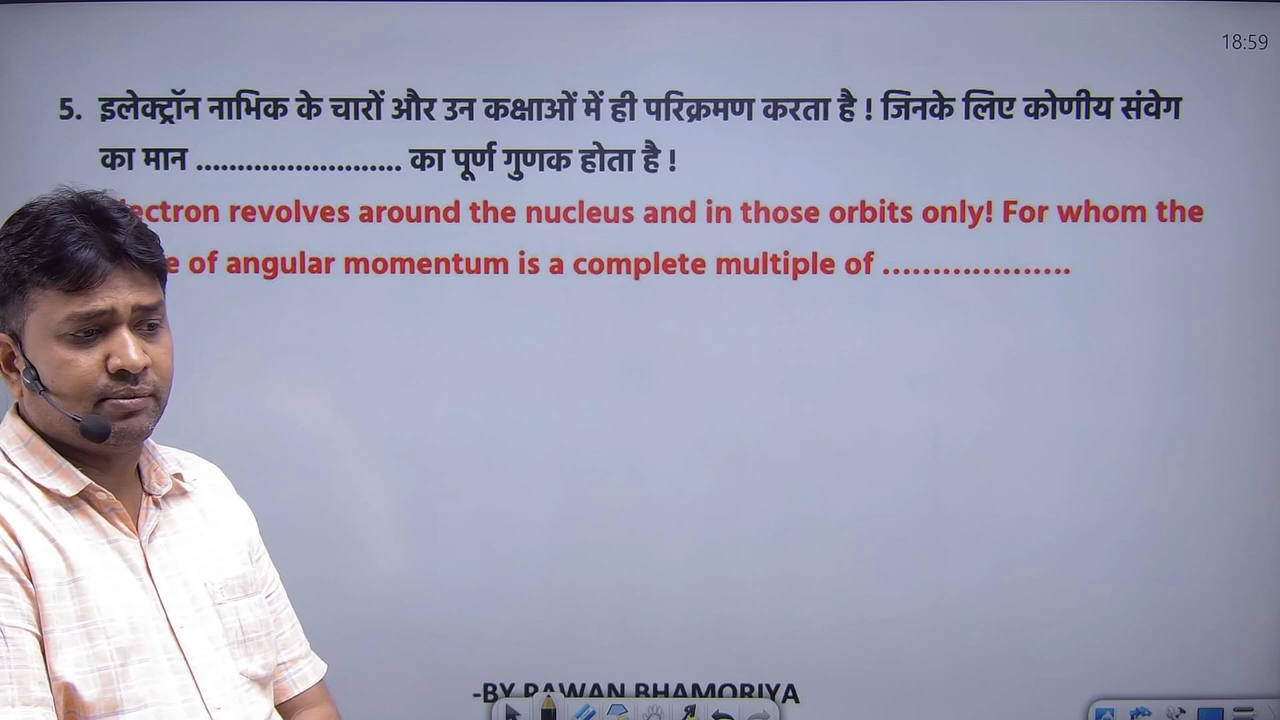 18:59
5. इलेक्ट्रॉन नाभिक के चारों और उन कक्षाओं में ही परिक्रमण करता है ! जिनके लिए कोणीय संवेग
का मान ......................... का पूर्ण गुणक होता है !
lectron revolves around the nucleus and in those orbits only! For whom the
e of angular momentum is a complete multiple of ...................
-BY PAWAN BHAMORIYA